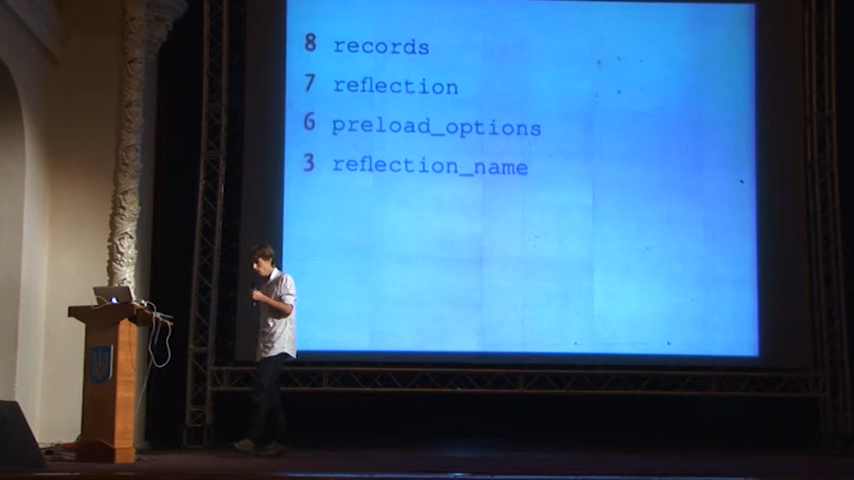 8 records
7 reflection
6 preload_options
3 reflection_name